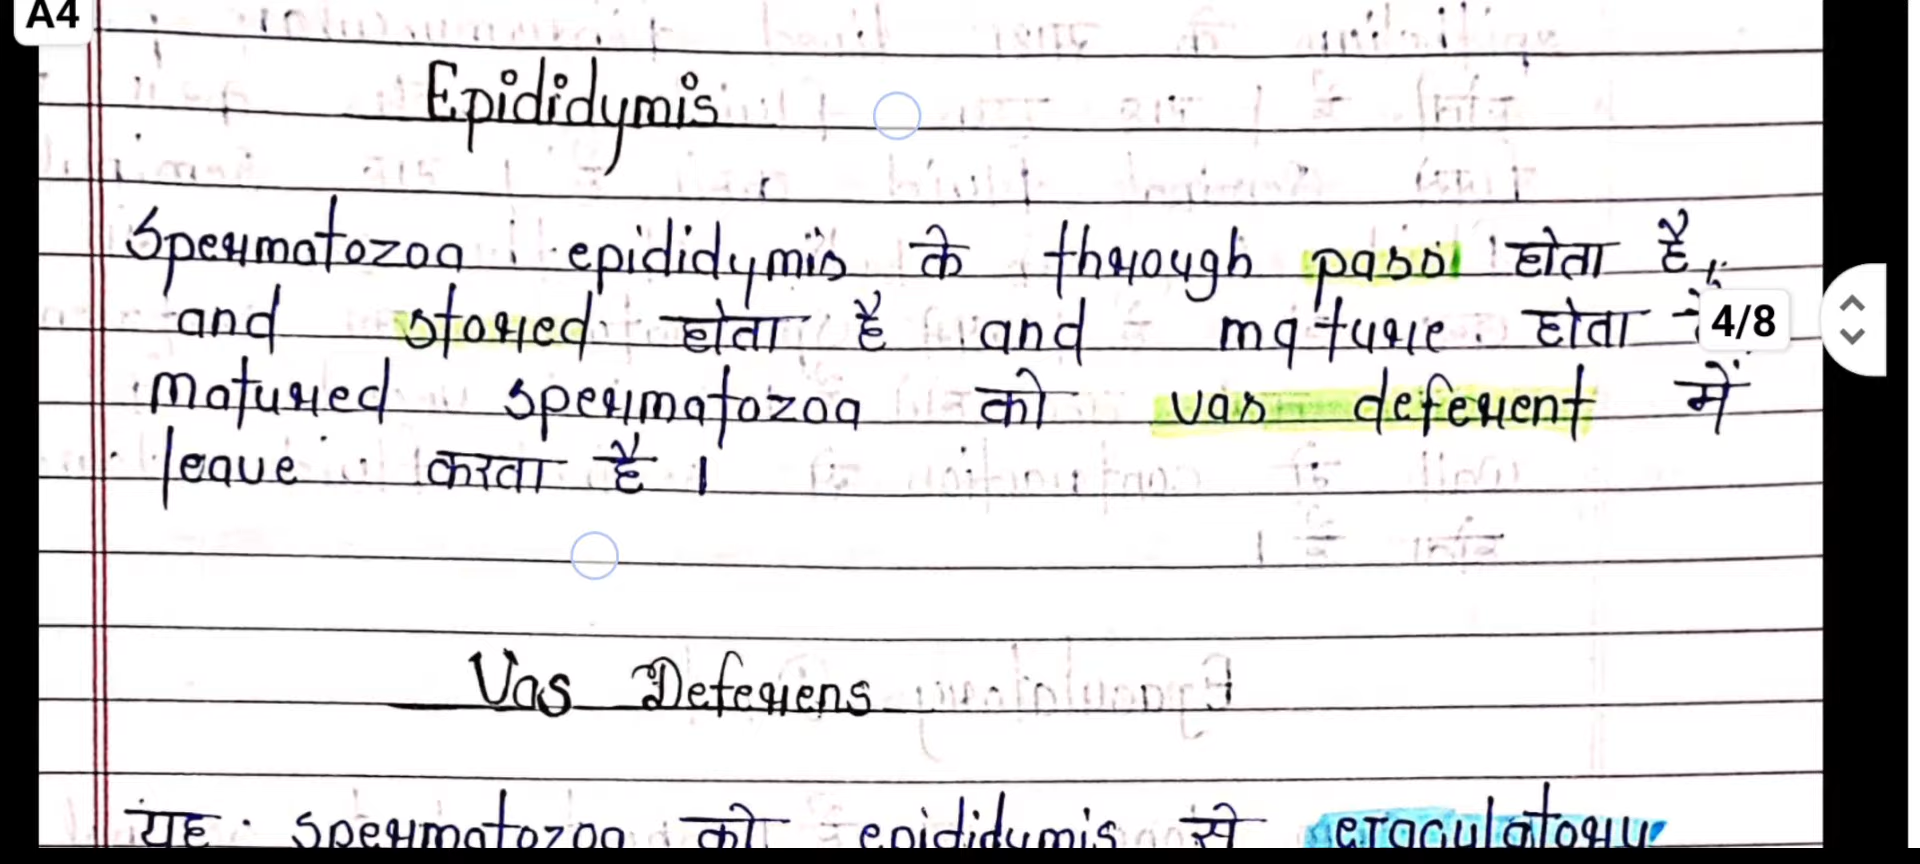 A4
Epididymis
Spermatozoa epididymis के through pass होता है,
and stored होता है and mature होता
4/8
matured spermatozoa को vas deferent में
leave करता है ।
Vas Deferens
यह spermatozoa को epididymis से ejaculatory